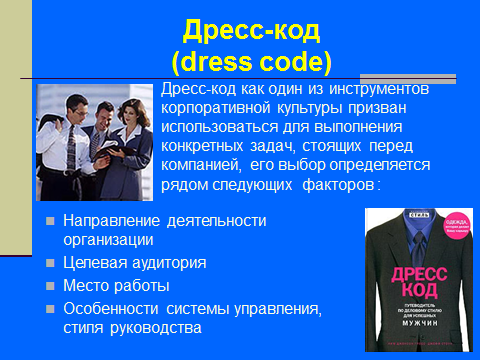 Дресс-код
(dress code)
Дресс-код как один из инструментов
корпоративной культуры призван
использоваться для выполнения
конкретных задач, стоящих перед
компанией, его выбор определяется
рядом следующих факторов :
Направление деятельности
организации
Целевая аудитория
Место работы
Особенности системы управления,
стиля руководства
СТИЛЬ
ОДЕЖДА,
ДРЕСС
КОД
ПУТЕВОДИТЕЛЬ
ПО ДЕЛОВОМУ СТИЛЮ
ДЛЯ УСПЕШНЫХ
МУЖЧИН